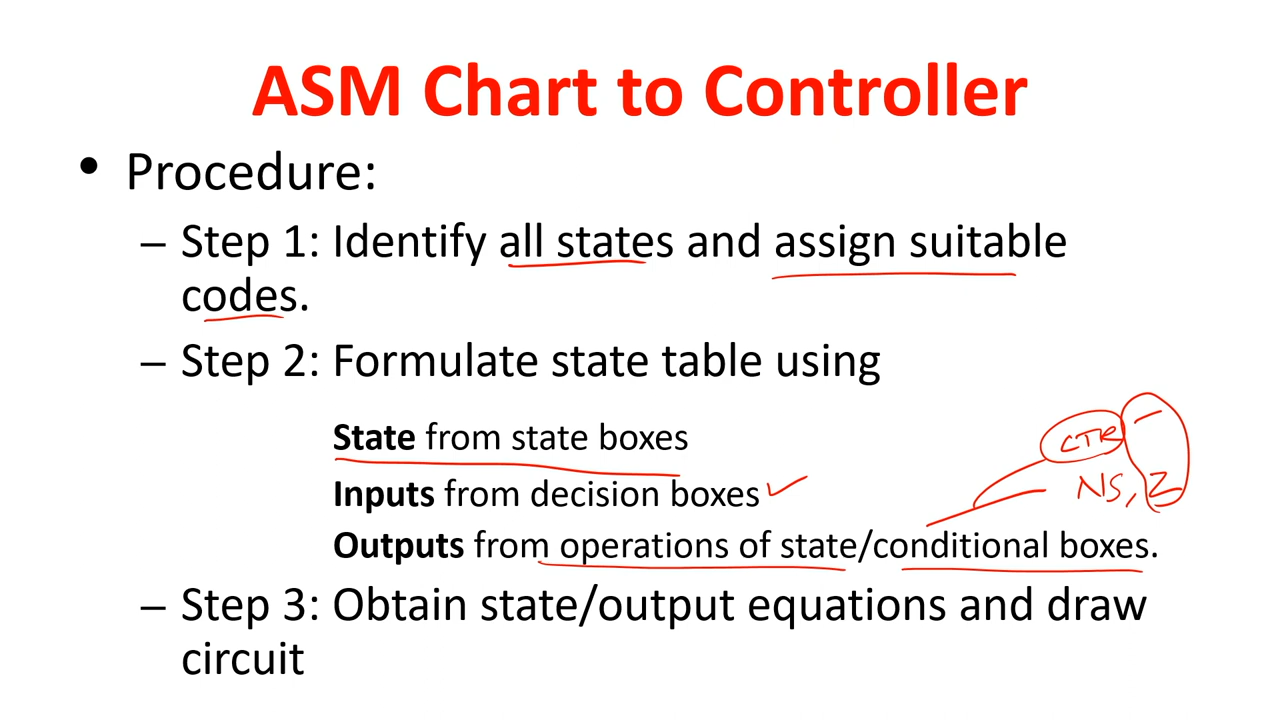 ASM Chart to Controller
• Procedure:
– Step 1: Identify all states and assign suitable
codes.
– Step 2: Formulate state table using
State from state boxes
CTR
Inputs from decision boxes
NS, Z
Outputs from operations of state/conditional boxes.
– Step 3: Obtain state/output equations and draw
circuit